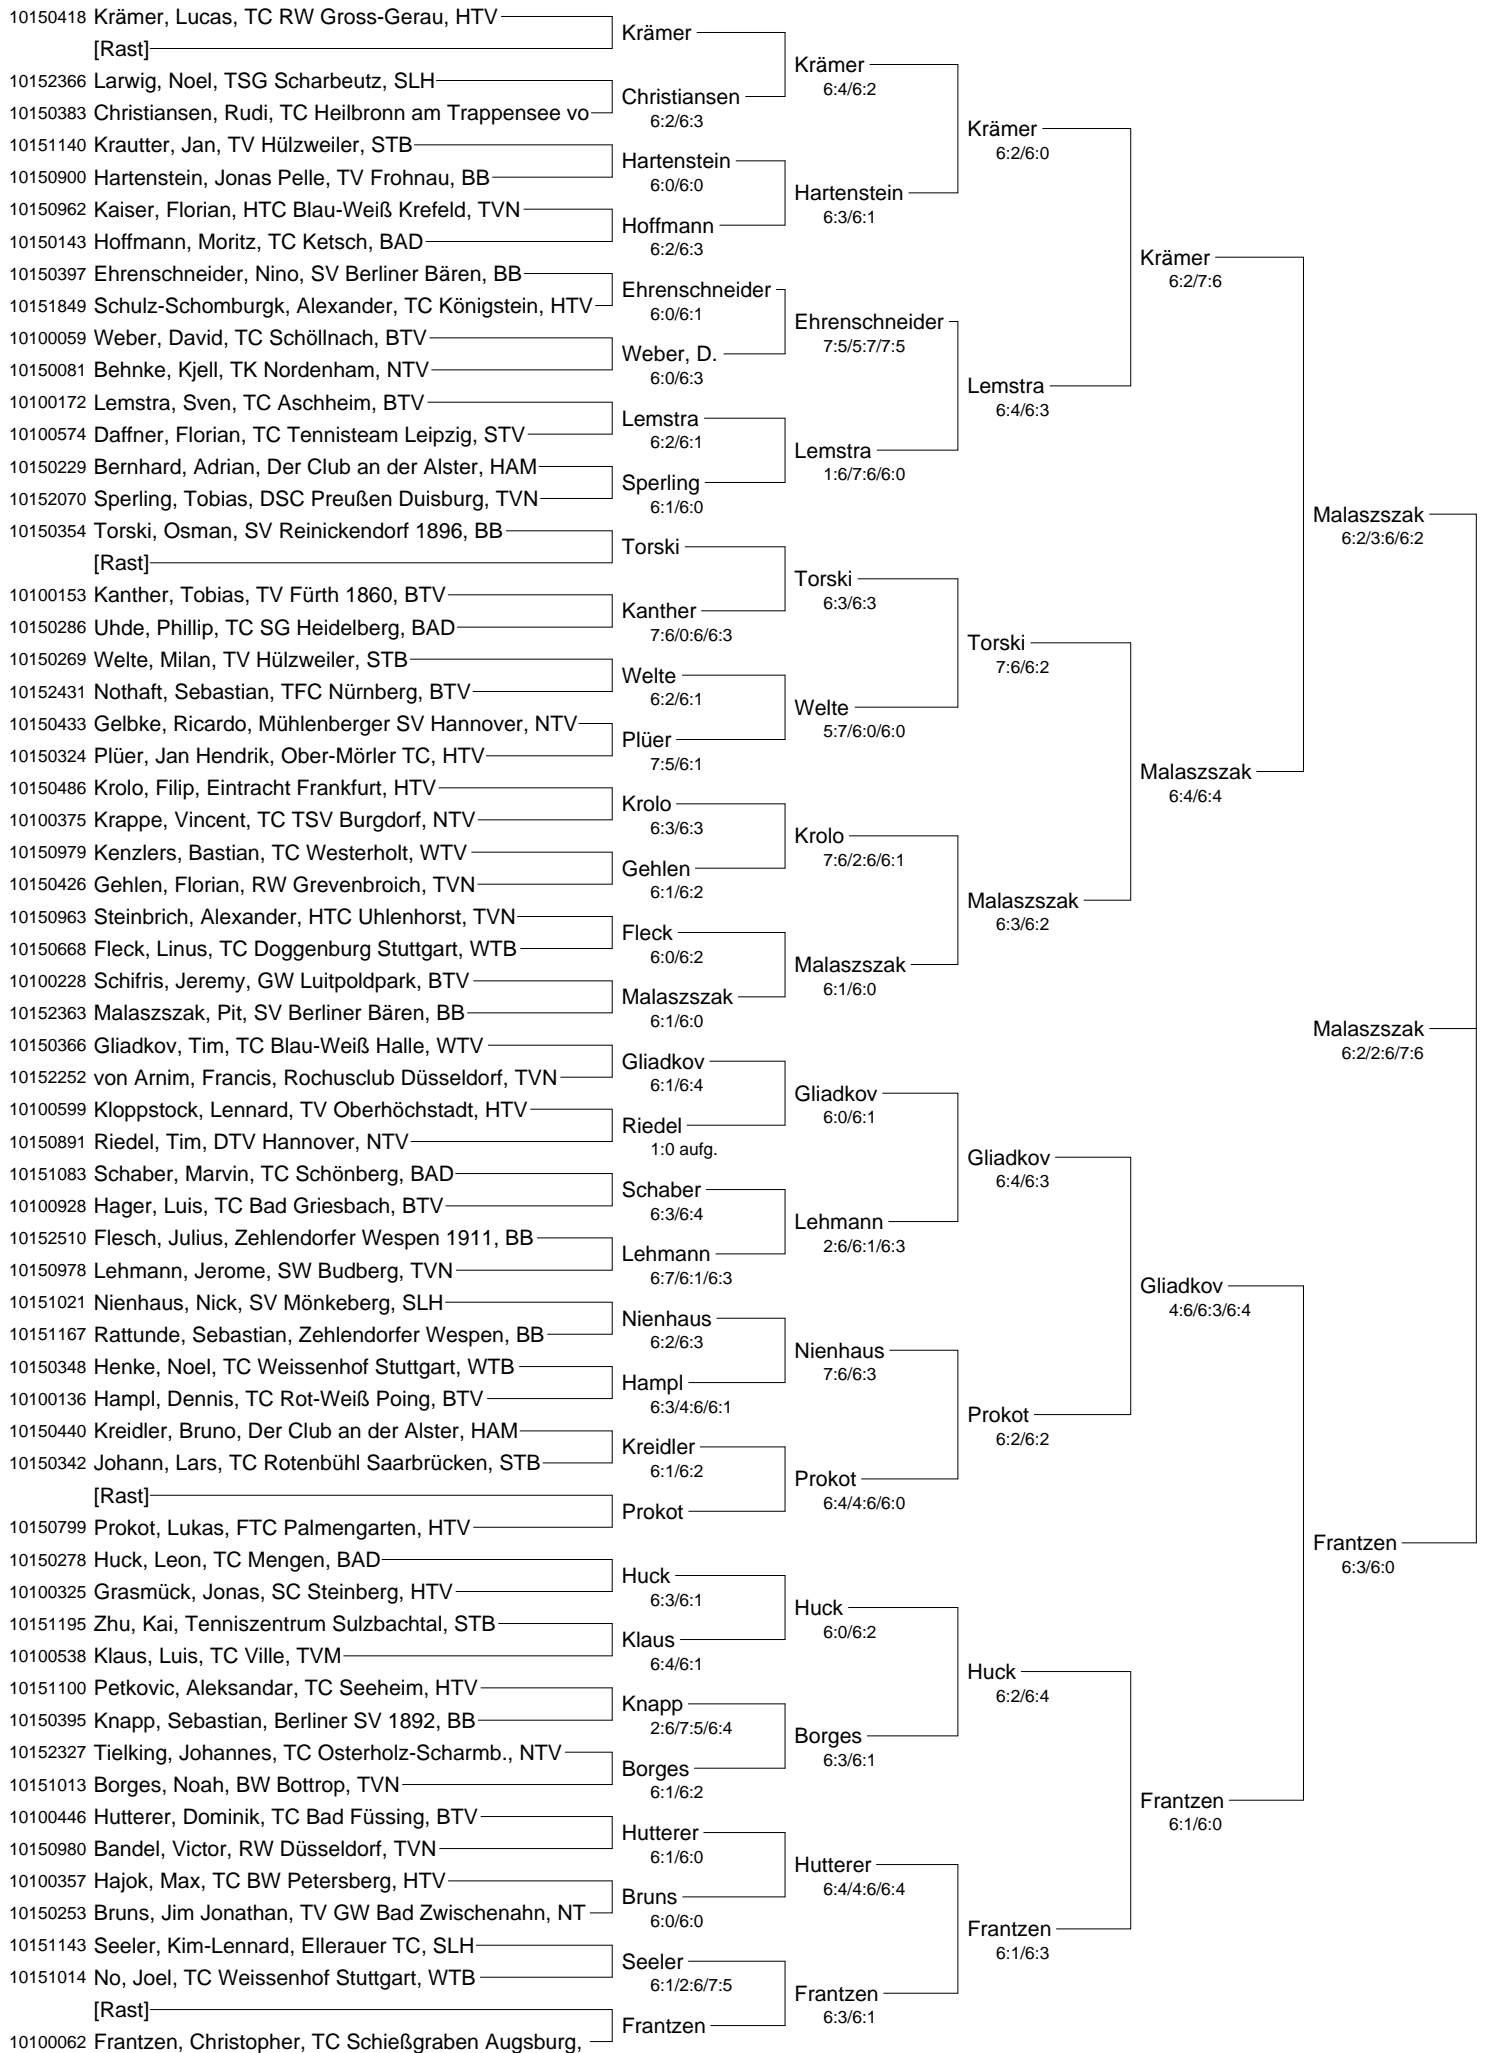 10150418 Krämer, Lucas, TC RW Gross-Gerau, HTV
[Rast]
10152366 Larwig, Noel, TSG Scharbeutz, SLH
10150383 Christiansen, Rudi, TC Heilbronn am Trappensee vo
10151140 Krautter, Jan, TV Hülzweiler, STB
10150900 Hartenstein, Jonas Pelle, TV Frohnau, BB
10150962 Kaiser, Florian, HTC Blau-Weiß Krefeld, TVN
10150143 Hoffmann, Moritz, TC Ketsch, BAD
10150397 Ehrenschneider, Nino, SV Berliner Bären, BB
10151849 Schulz-Schomburgk, Alexander, TC Königstein, HTV
10100059 Weber, David, TC Schöllnach, BTV
10150081 Behnke, Kjell, TK Nordenham, NTV
10100172 Lemstra, Sven, TC Aschheim, BTV
10100574 Daffner, Florian, TC Tennisteam Leipzig, STV
10150229 Bernhard, Adrian, Der Club an der Alster, HAM
10152070 Sperling, Tobias, DSC Preußen Duisburg, TVN
10150354 Torski, Osman, SV Reinickendorf 1896, BB
[Rast]
10100153 Kanther, Tobias, TV Fürth 1860, BTV
10150286 Uhde, Phillip, TC SG Heidelberg, BAD
10150269 Welte, Milan, TV Hülzweiler, STB
10152431 Nothaft, Sebastian, TFC Nürnberg, BTV
10150433 Gelbke, Ricardo, Mühlenberger SV Hannover, NTV
10150324 Plüer, Jan Hendrik, Ober-Mörler TC, HTV
10150486 Krolo, Filip, Eintracht Frankfurt, HTV
10100375 Krappe, Vincent, TC TSV Burgdorf, NTV
10150979 Kenzlers, Bastian, TC Westerholt, WTV
10150426 Gehlen, Florian, RW Grevenbroich, TVN
10150963 Steinbrich, Alexander, HTC Uhlenhorst, TVN
10150668 Fleck, Linus, TC Doggenburg Stuttgart, WTB
10100228 Schifris, Jeremy, GW Luitpoldpark, BTV
10152363 Malaszszak, Pit, SV Berliner Bären, BB
10150366 Gliadkov, Tim, TC Blau-Weiß Halle, WTV
10152252 von Arnim, Francis, Rochusclub Düsseldorf, TVN
10100599 Kloppstock, Lennard, TV Oberhöchstadt, HTV
10150891 Riedel, Tim, DTV Hannover, NTV
10151083 Schaber, Marvin, TC Schönberg, BAD
10100928 Hager, Luis, TC Bad Griesbach, BTV
10152510 Flesch, Julius, Zehlendorfer Wespen 1911, BB
10150978 Lehmann, Jerome, SW Budberg, TVN
10151021 Nienhaus, Nick, SV Mönkeberg, SLH
10151167 Rattunde, Sebastian, Zehlendorfer Wespen, BB
10150348 Henke, Noel, TC Weissenhof Stuttgart, WTB
10100136 Hampl, Dennis, TC Rot-Weiß Poing, BTV
10150440 Kreidler, Bruno, Der Club an der Alster, HAM
10150342 Johann, Lars, TC Rotenbühl Saarbrücken, STB
[Rast]
10150799 Prokot, Lukas, FTC Palmengarten, HTV
10150278 Huck, Leon, TC Mengen, BAD
10100325 Grasmück, Jonas, SC Steinberg, HTV
10151195 Zhu, Kai, Tenniszentrum Sulzbachtal, STB
10100538 Klaus, Luis, TC Ville, TVM
10151100 Petkovic, Aleksandar, TC Seeheim, HTV
10150395 Knapp, Sebastian, Berliner SV 1892, BB
10152327 Tielking, Johannes, TC Osterholz-Scharmb., NTV
10151013 Borges, Noah, BW Bottrop, TVN
10100446 Hutterer, Dominik, TC Bad Füssing, BTV
10150980 Bandel, Victor, RW Düsseldorf, TVN
10100357 Hajok, Max, TC BW Petersberg, HTV
10150253 Bruns, Jim Jonathan, TV GW Bad Zwischenahn, NT
10151143 Seeler, Kim-Lennard, Ellerauer TC, SLH
10151014 No, Joel, TC Weissenhof Stuttgart, WTB
[Rast]
10100062 Frantzen, Christopher, TC Schießgraben Augsburg,
Krämer
Christiansen
6:2/6:3
Hartenstein
6:0/6:0
Hoffmann
6:2/6:3
Ehrenschneider
6:0/6:1
Weber, D.
6:0/6:3
Lemstra
6:2/6:1
Sperling
6:1/6:0
Torski
Kanther
7:6/0:6/6:3
Welte
6:2/6:1
Plüer
7:5/6:1
Krolo
6:3/6:3
Gehlen
6:1/6:2
Fleck
6:0/6:2
Malaszszak
6:1/6:0
Gliadkov
6:1/6:4
Riedel
1:0 aufg.
Schaber
6:3/6:4
Lehmann
6:7/6:1/6:3
Nienhaus
6:2/6:3
Hampl
6:3/4:6/6:1
Kreidler
6:1/6:2
Prokot
Huck
6:3/6:1
Klaus
6:4/6:1
Knapp
2:6/7:5/6:4
Borges
6:1/6:2
Hutterer
6:1/6:0
Bruns
6:0/6:0
Seeler
6:1/2:6/7:5
Frantzen
Krämer
6:4/6:2
Hartenstein
6:3/6:1
Ehrenschneider
7:5/5:7/7:5
Lemstra
1:6/7:6/6:0
Torski
6:3/6:3
Welte
5:7/6:0/6:0
Krolo
7:6/2:6/6:1
Malaszszak
6:1/6:0
Gliadkov
6:0/6:1
Lehmann
2:6/6:1/6:3
Nienhaus
7:6/6:3
Prokot
6:4/4:6/6:0
Huck
6:0/6:2
Borges
6:3/6:1
Hutterer
6:4/4:6/6:4
Frantzen
6:3/6:1
Krämer
6:2/6:0
Lemstra
6:4/6:3
Torski
7:6/6:2
Malaszszak
6:3/6:2
Gliadkov
6:4/6:3
Prokot
6:2/6:2
Huck
6:2/6:4
Frantzen
6:1/6:3
Krämer
6:2/7:6
Malaszszak
6:4/6:4
Gliadkov
4:6/6:3/6:4
Frantzen
6:1/6:0
Malaszszak
6:2/3:6/6:2
Malaszszak
6:2/2:6/7:6
Frantzen
6:3/6:0